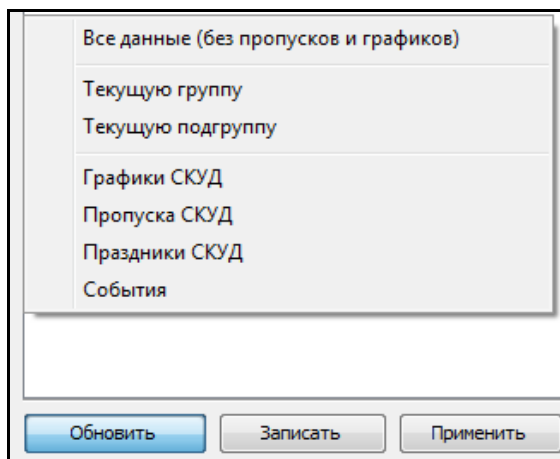 Все данные (без пропусков и графиков)
Текущую группу
Текущую подгруппу
Графики СКУД
Пропуска СКУД
Праздники СКУД
События
Обновить Записать Применить